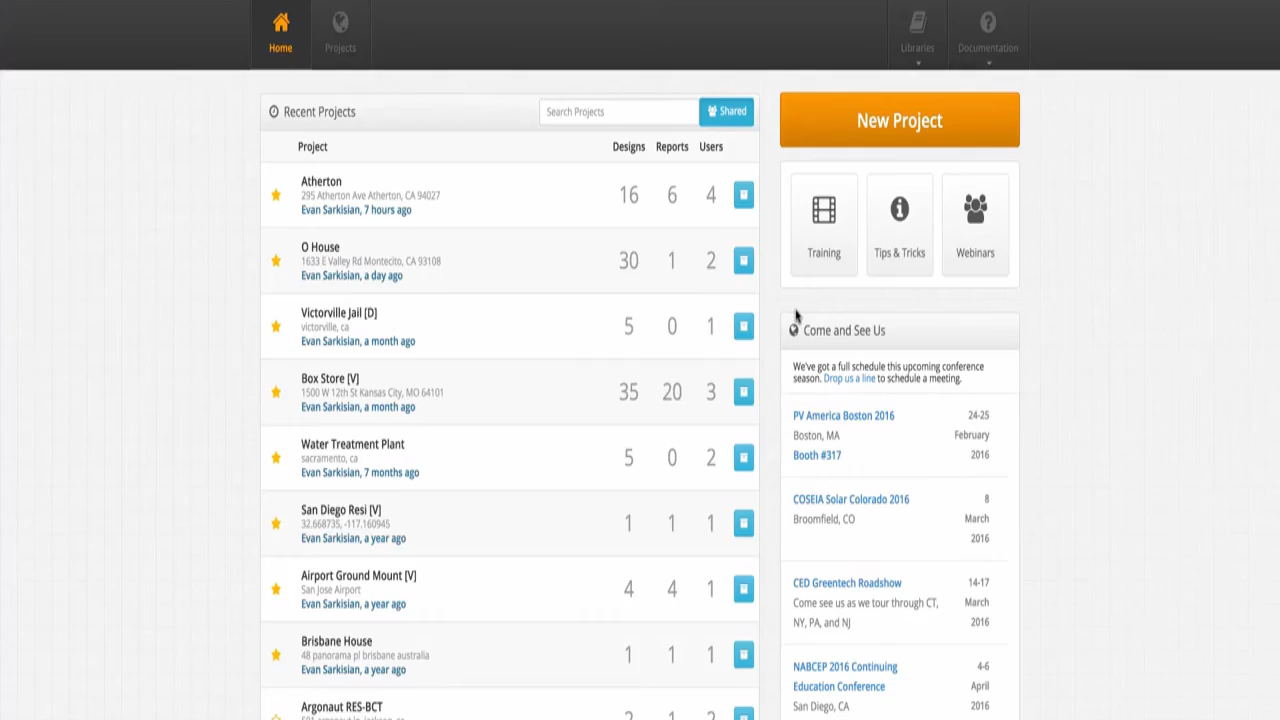 Home
Projects
Libraries
Documentation
Recent Projects
Search Projects
Shared
Project
Designs
Reports
Users
Atherton
295 Atherton Ave Atherton, CA 94027
Evan Sarkisian, 7 hours ago
16
6
4
O House
1633 E Valley Rd Montecito, CA 93108
Evan Sarkisian, a day ago
30
1
2
Victorville Jail [D]
victorville, ca
Evan Sarkisian, a month ago
5
0
1
Box Store [V]
1500 W 12th St Kansas City, MO 64101
Evan Sarkisian, a month ago
35
20
3
Water Treatment Plant
sacramento, ca
Evan Sarkisian, 7 months ago
5
0
2
San Diego Resi [V]
32.668735, -117.160945
Evan Sarkisian, a year ago
1
1
1
Airport Ground Mount [V]
San Jose Airport
Evan Sarkisian, a year ago
4
4
1
Brisbane House
48 panorama pl brisbane australia
Evan Sarkisian, a year ago
1
1
1
Argonaut RES-BCT
New Project
Training
Tips & Tricks
Webinars
Come and See Us
We've got a full schedule this upcoming conference
season. Drop us a line to schedule a meeting.
PV America Boston 2016
24-25
Boston, MA
February
Booth #317
2016
COSEIA Solar Colorado 2016
8
Broomfield, CO
March
2016
CED Greentech Roadshow
14-17
Come see us as we tour through CT,
March
NY, PA, and NJ
2016
NABCEP 2016 Continuing
4-6
Education Conference
April
San Diego, CA
2016